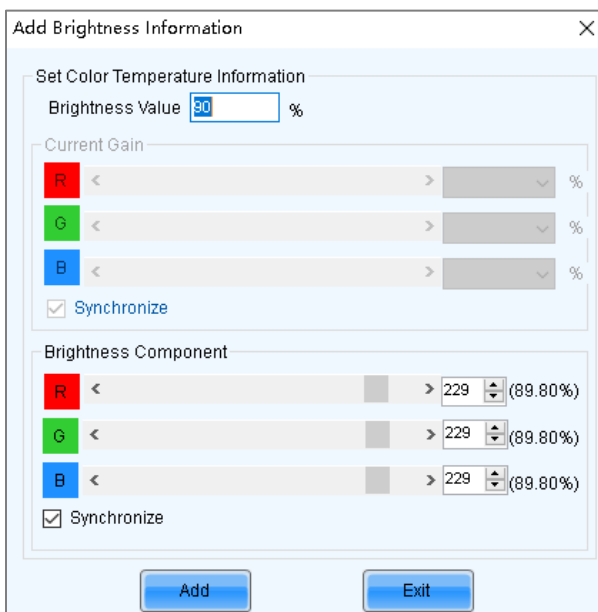 Add Brightness Information
Set Color Temperature Information
Brightness Value 90 %
Current Gain
R %
G %
B %
Synchronize
Brightness Component
R 229 (89.80%)
G 229 (89.80%)
B 229 (89.80%)
Synchronize
Add Exit